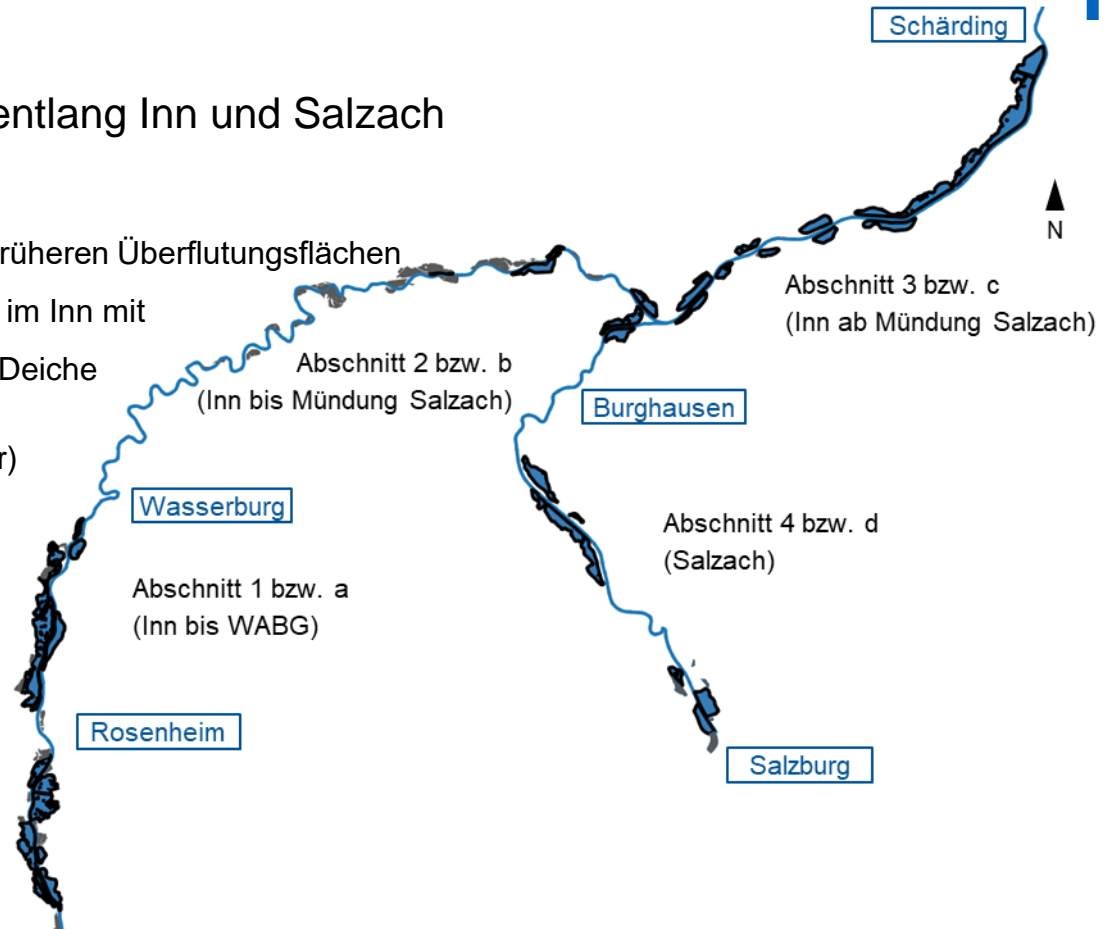 Schärding
entlang Inn und Salzach
N
rüheren Überflutungsflächen
im Inn mit
Deiche
r)
Abschnitt 3 bzw. c
(Inn ab Mündung Salzach)
Abschnitt 2 bzw. b
(Inn bis Mündung Salzach)
Burghausen
Wasserburg
Abschnitt 4 bzw. d
(Salzach)
Abschnitt 1 bzw. a
(Inn bis WABG)
Rosenheim
Salzburg